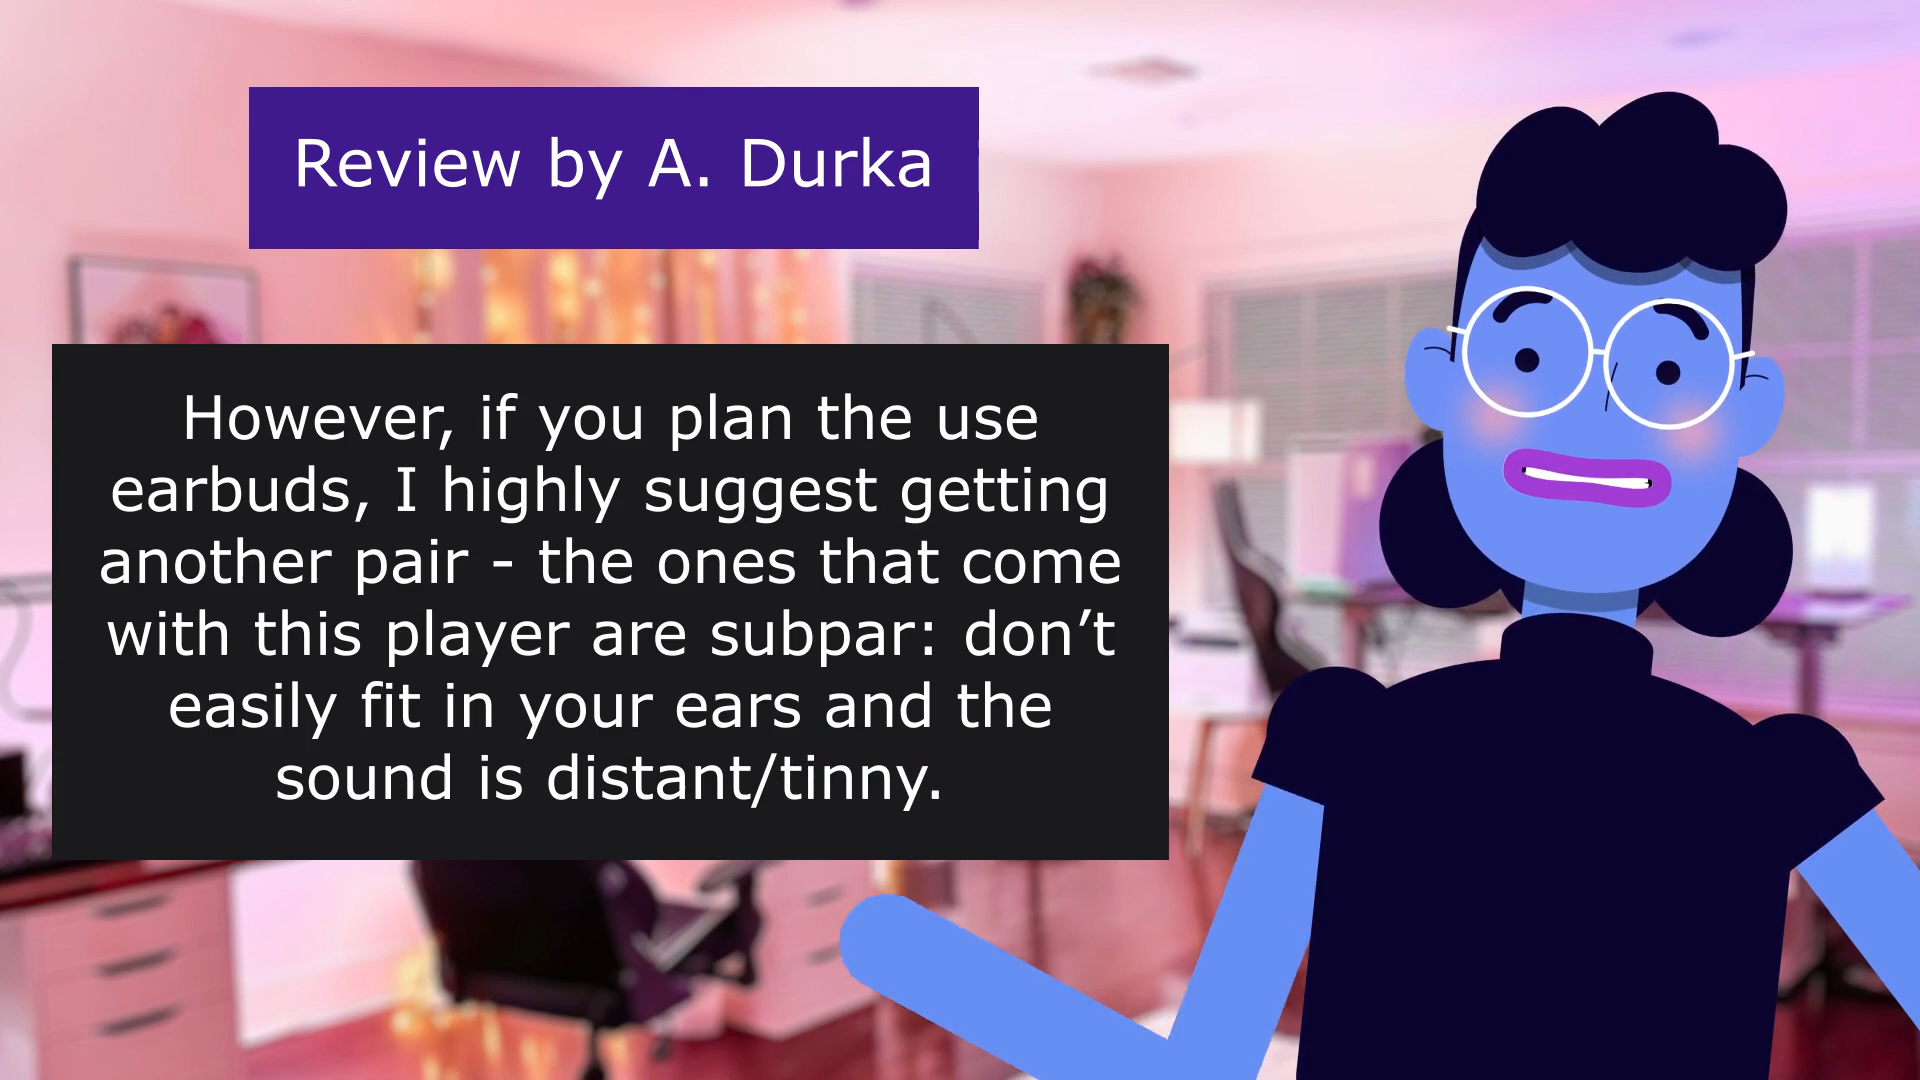 Review by A. Durka
However, if you plan the use
earbuds, I highly suggest getting
another pair - the ones that come
with this player are subpar: don’t
easily fit in your ears and the
sound is distant/tinny.